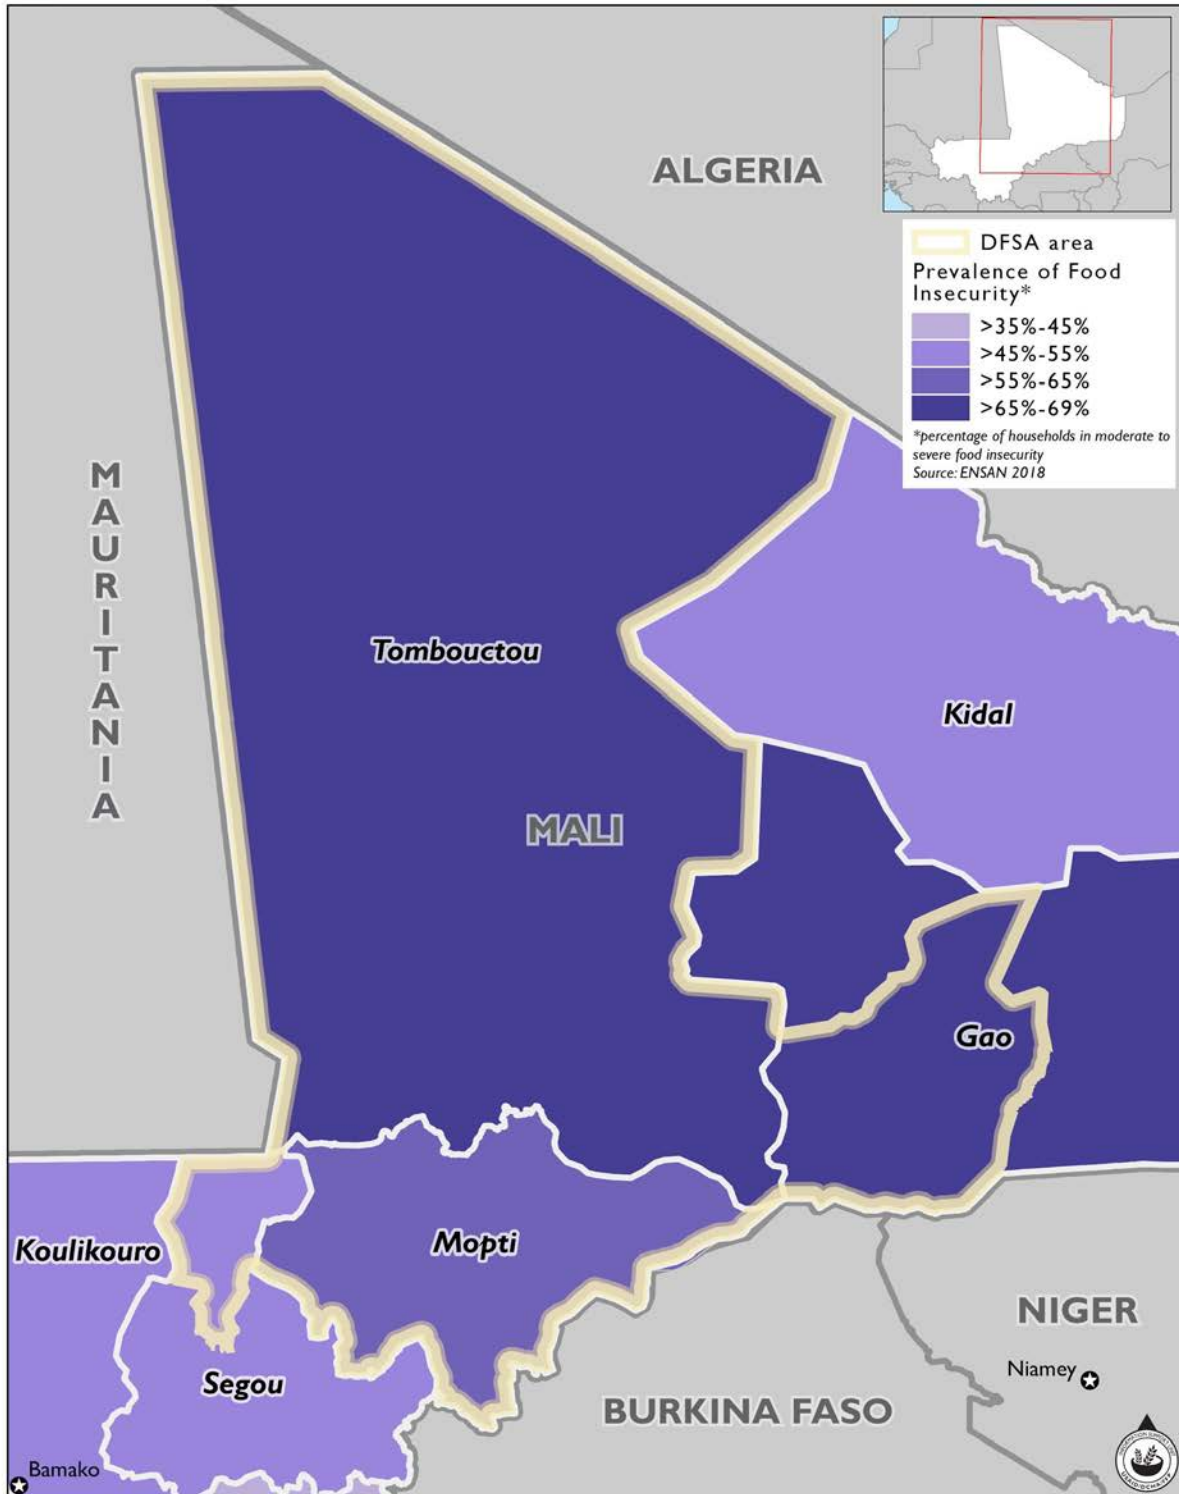 ALGERIA
DFSA area
Prevalence of Food
Insecurity*
>35%-45%
>45%-55%
>55%-65%
>65%-69%
*percentage of households in moderate to
severe food insecurity
Source: ENSAN 2018
MAURITANIA
Tombouctou
Kidal
MALI
Gao
Koulikouro
Mopti
NIGER
Niamey
Segou
BURKINA FASO
Bamako